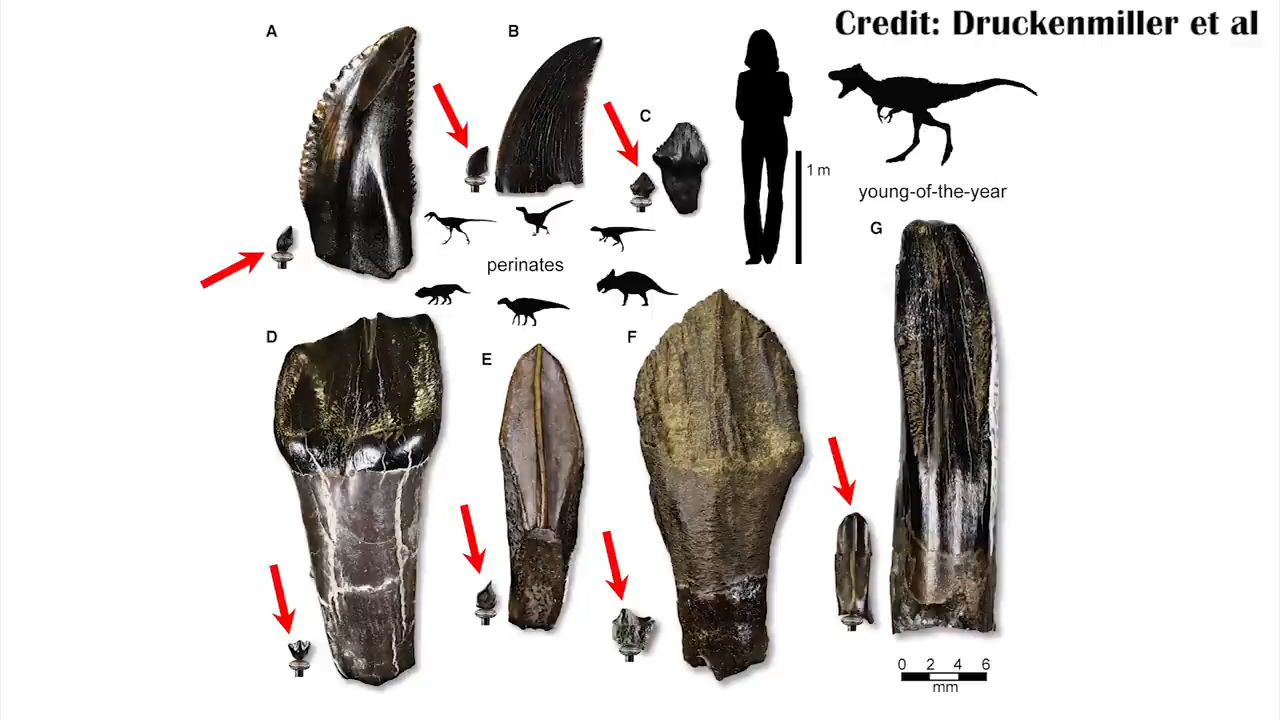 Credit: Druckenmiller et al
A
B
C
1 m
young-of-the-year
G
perinates
D
E
F
0 2 4 6
mm